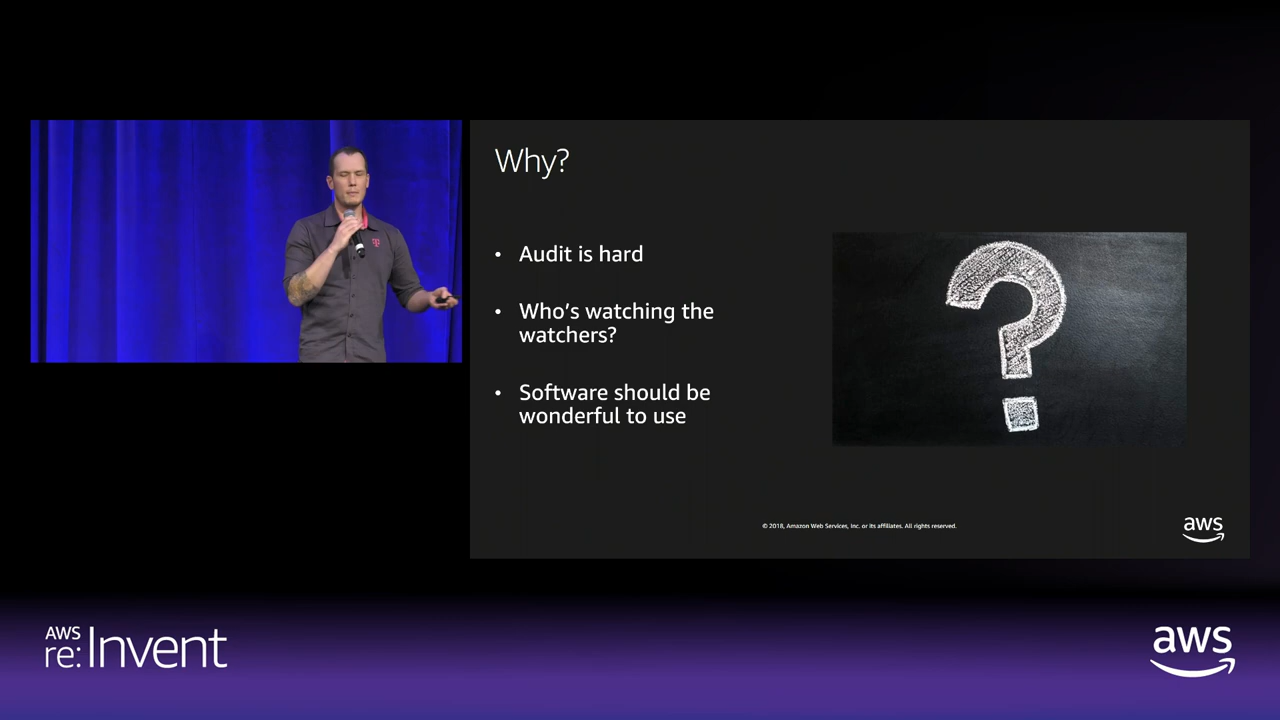 Why?
• Audit is hard
• Who's watching the
watchers?
• Software should be
wonderful to use
© 2018, Amazon Web Services, Inc. or its affiliates. All rights reserved.
aws
AWS
re:Invent
aws